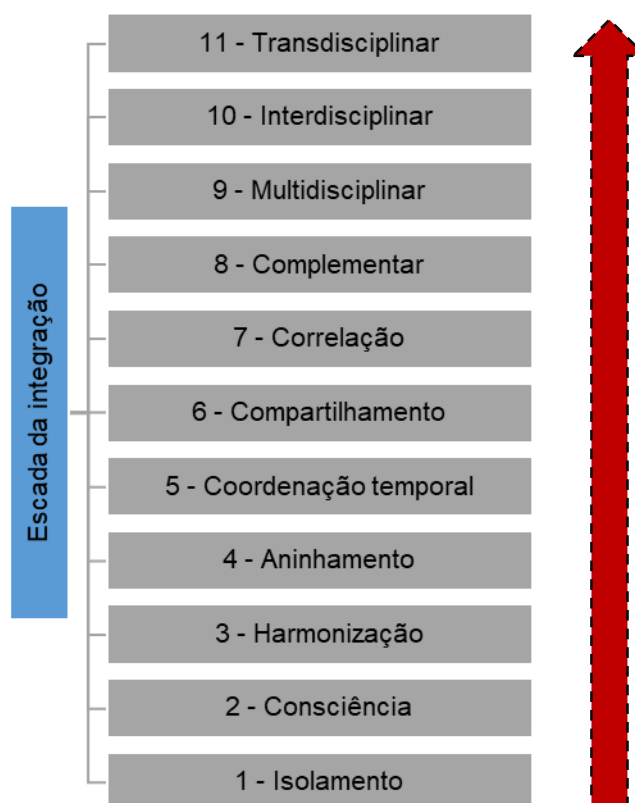 Escada da integração
11 - Transdisciplinar
10 - Interdisciplinar
9 - Multidisciplinar
8 - Complementar
7 - Correlação
6 - Compartilhamento
5 - Coordenação temporal
4 - Aninhamento
3 - Harmonização
2 - Consciência
1 - Isolamento